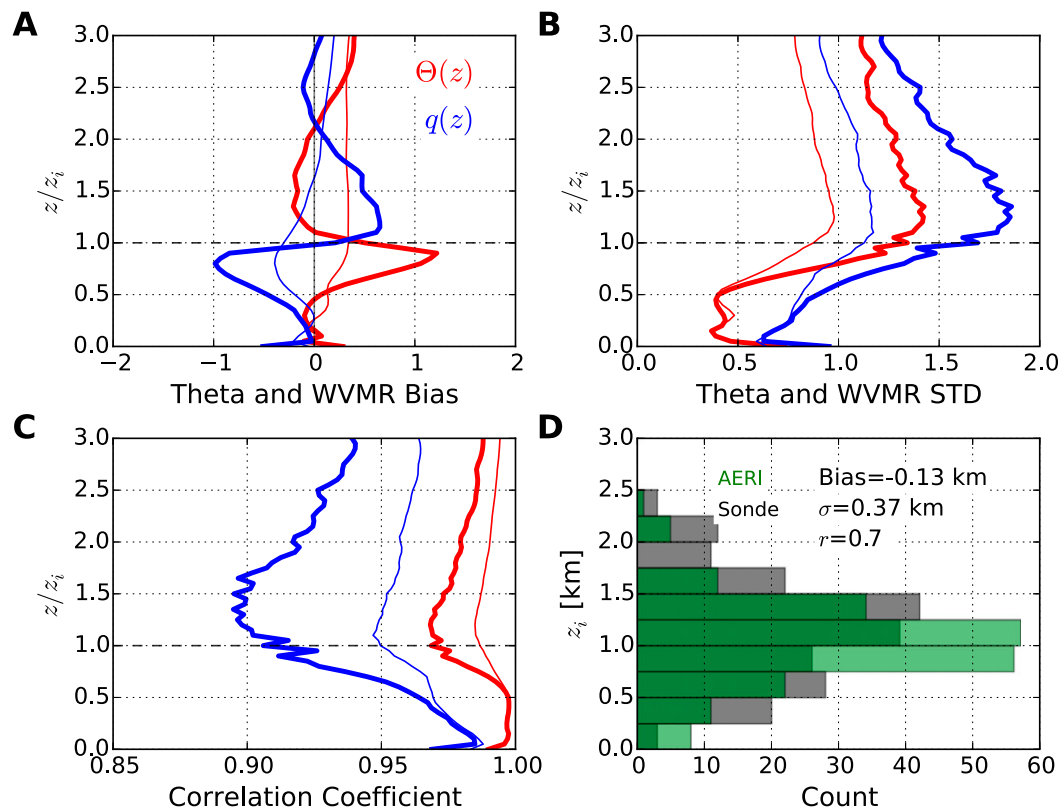 A
3.0
2.5
2.0
1.5
1.0
0.5
0.0
z/z_i
Θ(z)
q(z)
−2 −1 0 1 2
Theta and WVMR Bias
B
3.0
2.5
2.0
1.5
1.0
0.5
0.0
z/z_i
0.0 0.5 1.0 1.5 2.0
Theta and WVMR STD
C
3.0
2.5
2.0
1.5
1.0
0.5
0.0
z/z_i
0.85 0.90 0.95 1.00
Correlation Coefficient
D
3.0
2.5
2.0
1.5
1.0
0.5
0.0
z_i [km]
AERI
Sonde
Bias=-0.13 km
σ=0.37 km
r=0.7
0 10 20 30 40 50 60
Count